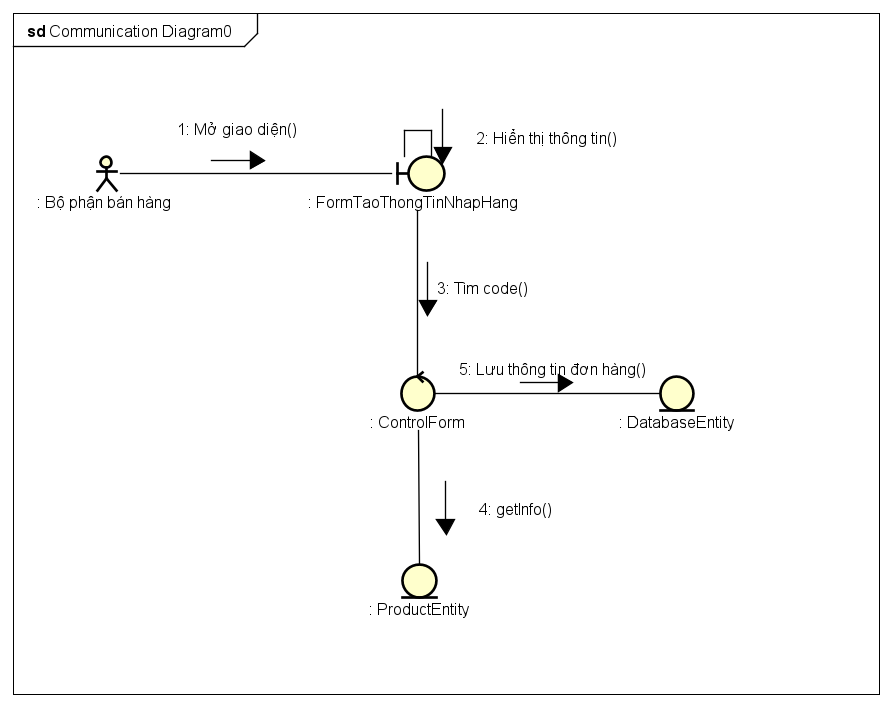 sd Communication Diagram0
1: Mở giao diện()
2: Hiển thị thông tin()
: Bộ phận bán hàng
: FormTaoThongTinNhapHang
3: Tìm code()
5: Lưu thông tin đơn hàng()
: ControlForm
: DatabaseEntity
4: getInfo()
: ProductEntity